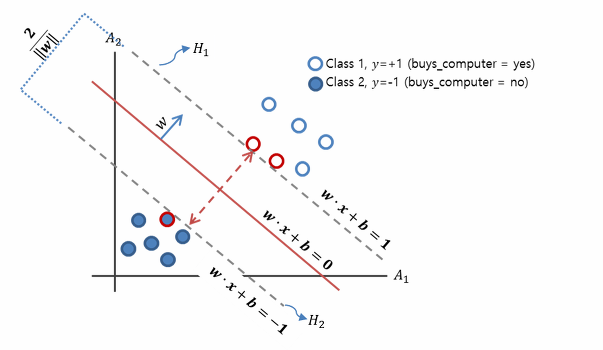 2
‖w‖
A₂
H₁
Class 1, y=+1 (buys_computer = yes)
Class 2, y=-1 (buys_computer = no)
w
w · x + b = 1
w · x + b = 0
A₁
w · x + b = -1
H₂